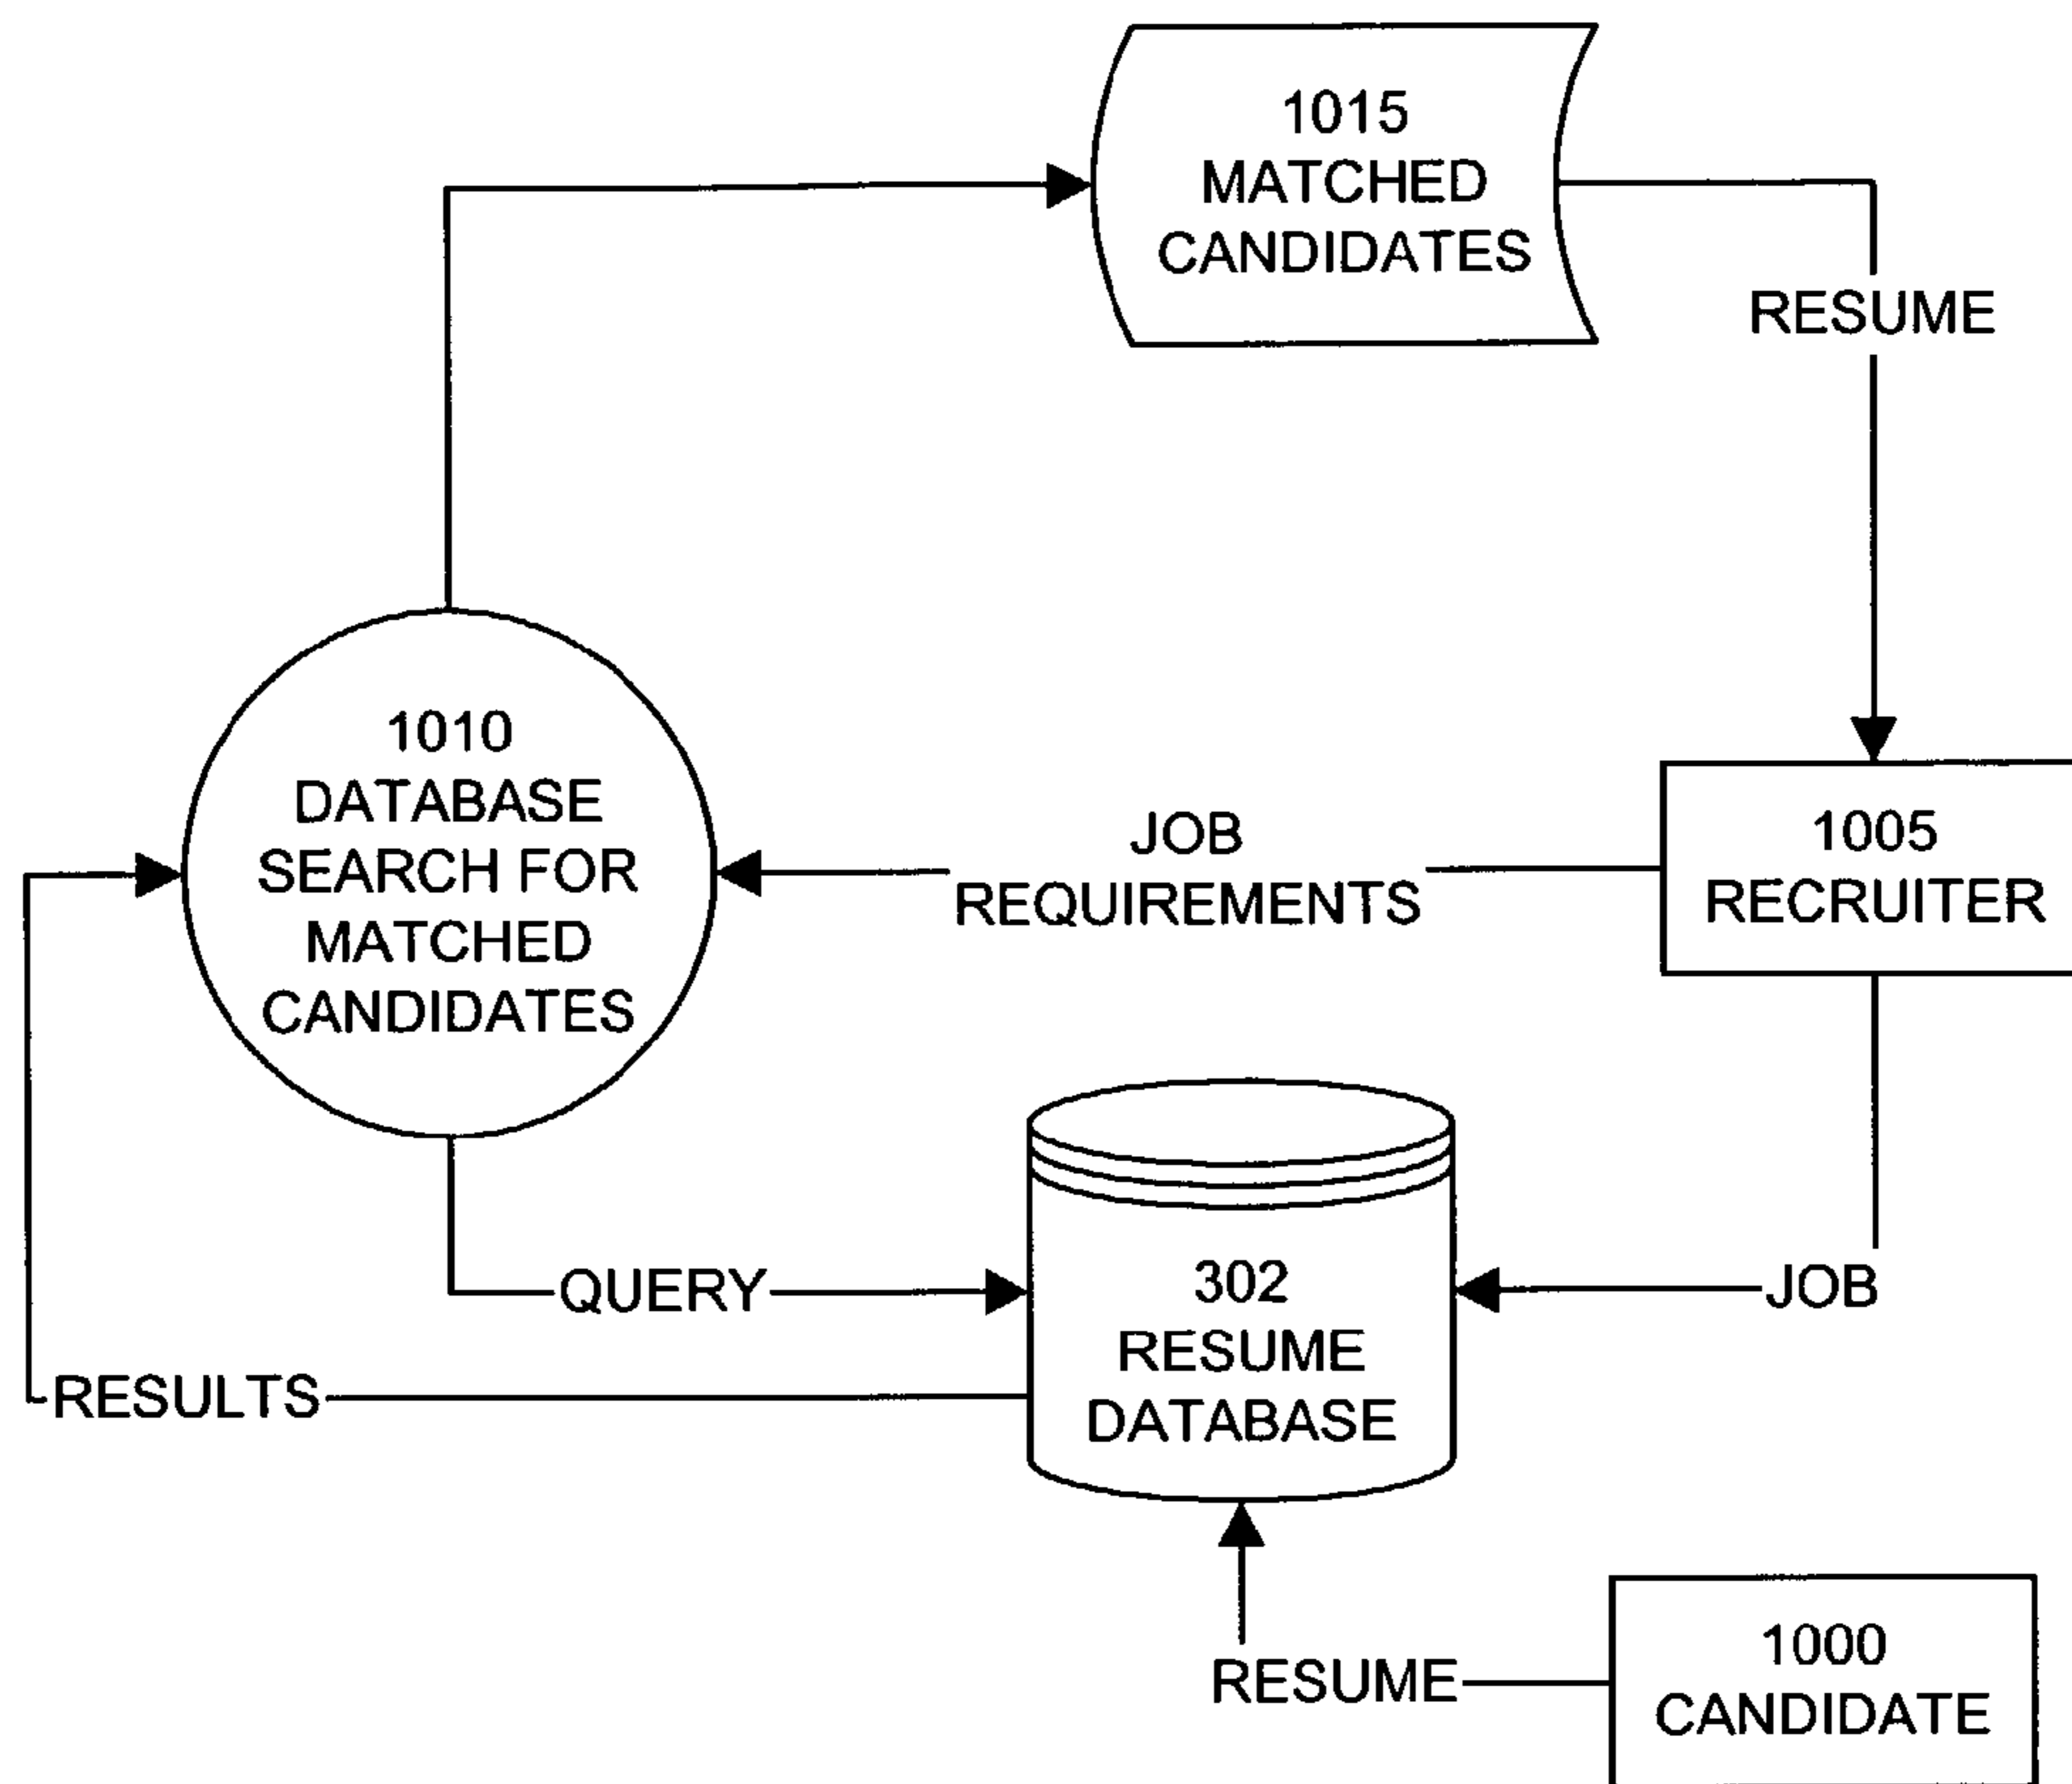 1015
MATCHED
CANDIDATES
RESUME
1010
DATABASE
SEARCH FOR
MATCHED
CANDIDATES
JOB
REQUIREMENTS
1005
RECRUITER
QUERY
302
RESUME
DATABASE
JOB
RESULTS
RESUME
1000
CANDIDATE